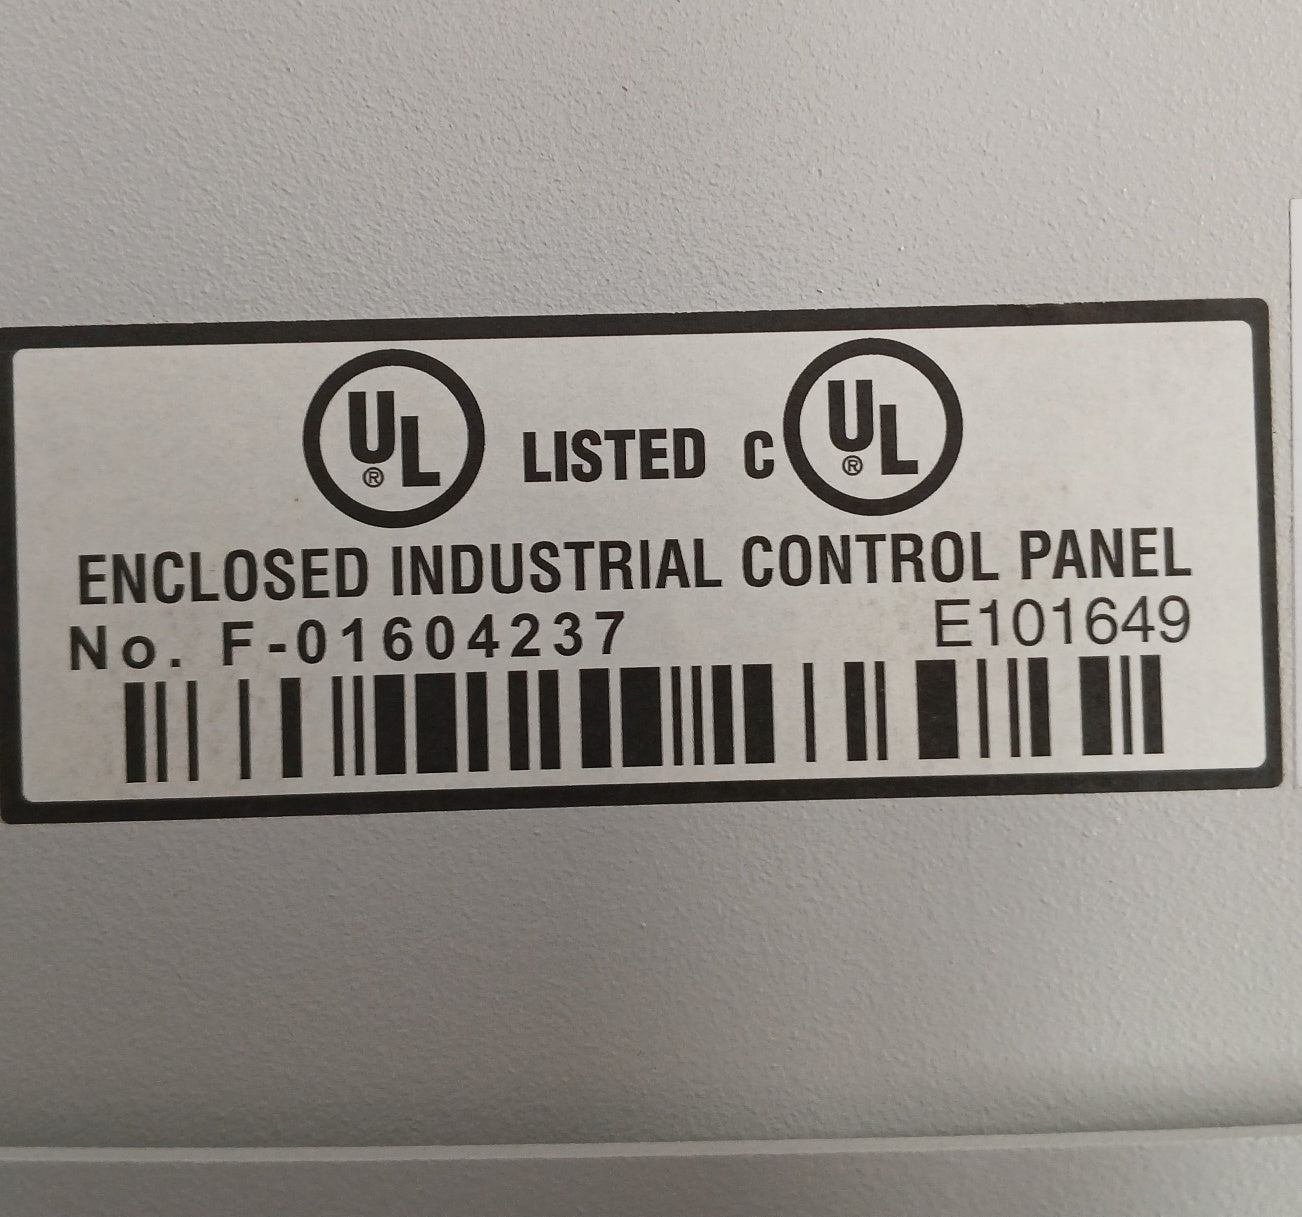 UL® LISTED C UL®
ENCLOSED INDUSTRIAL CONTROL PANEL
No. F-01604237 E101649